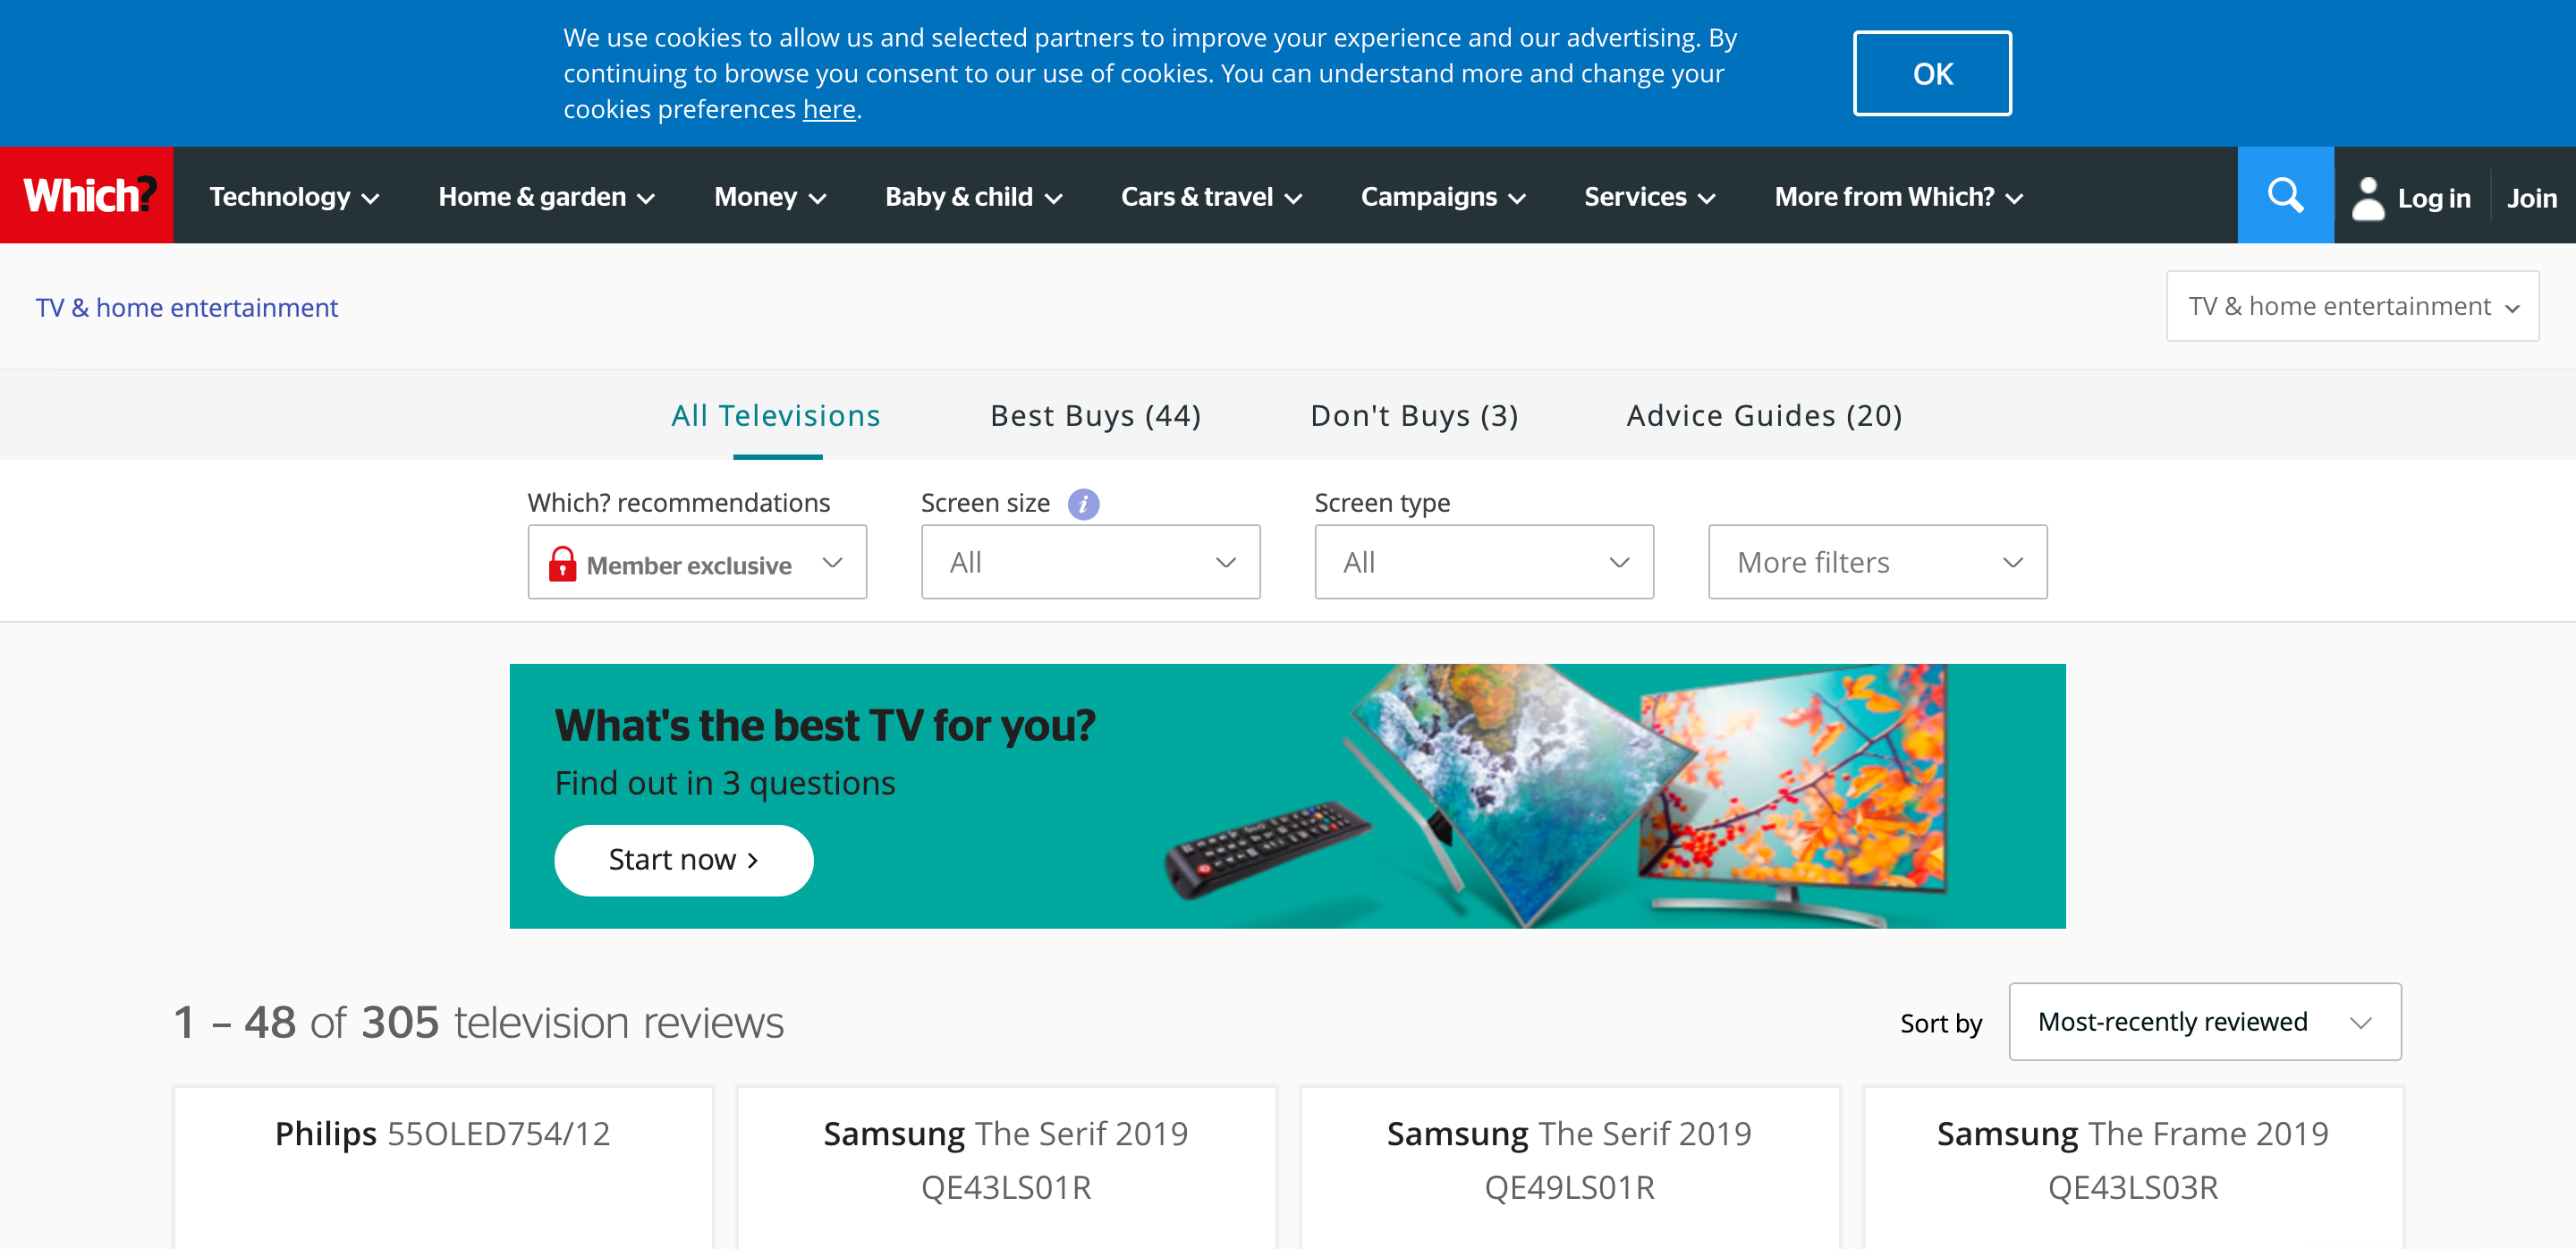 We use cookies to allow us and selected partners to improve your experience and our advertising. By
continuing to browse you consent to our use of cookies. You can understand more and change your
cookies preferences here.
OK
Which?
Technology
Home & garden
Money
Baby & child
Cars & travel
Campaigns
Services
More from Which?
Log in
Join
TV & home entertainment
TV & home entertainment
All Televisions
Best Buys (44)
Don't Buys (3)
Advice Guides (20)
Which? recommendations
Member exclusive
Screen size i
All
Screen type
All
More filters
What's the best TV for you?
Find out in 3 questions
Start now
1 – 48 of 305 television reviews
Sort by
Most-recently reviewed
Philips 55OLED754/12
Samsung The Serif 2019
QE43LS01R
Samsung The Serif 2019
QE49LS01R
Samsung The Frame 2019
QE43LS03R